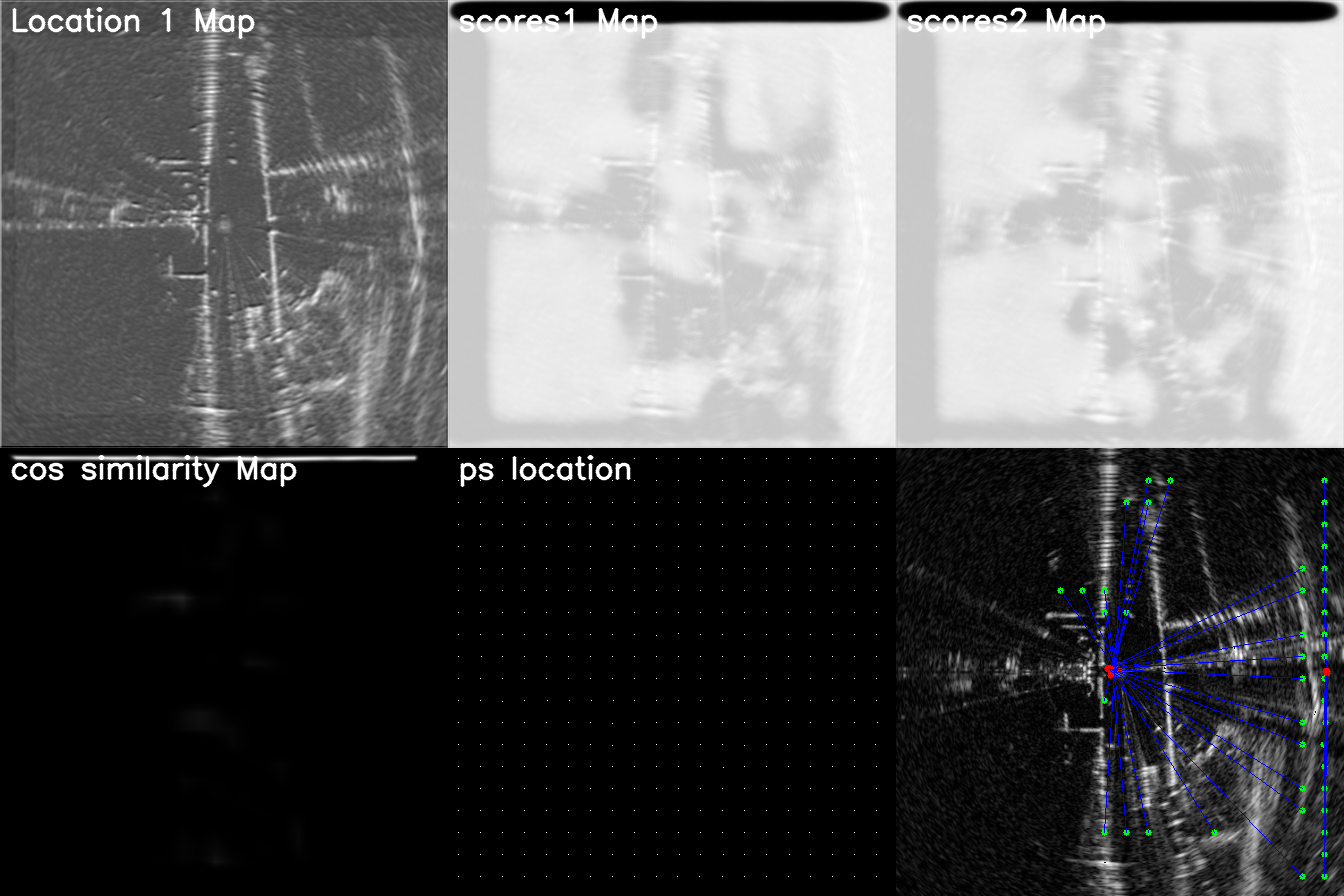 Location 1 Map
scores1 Map
scores2 Map
cos similarity Map
ps location